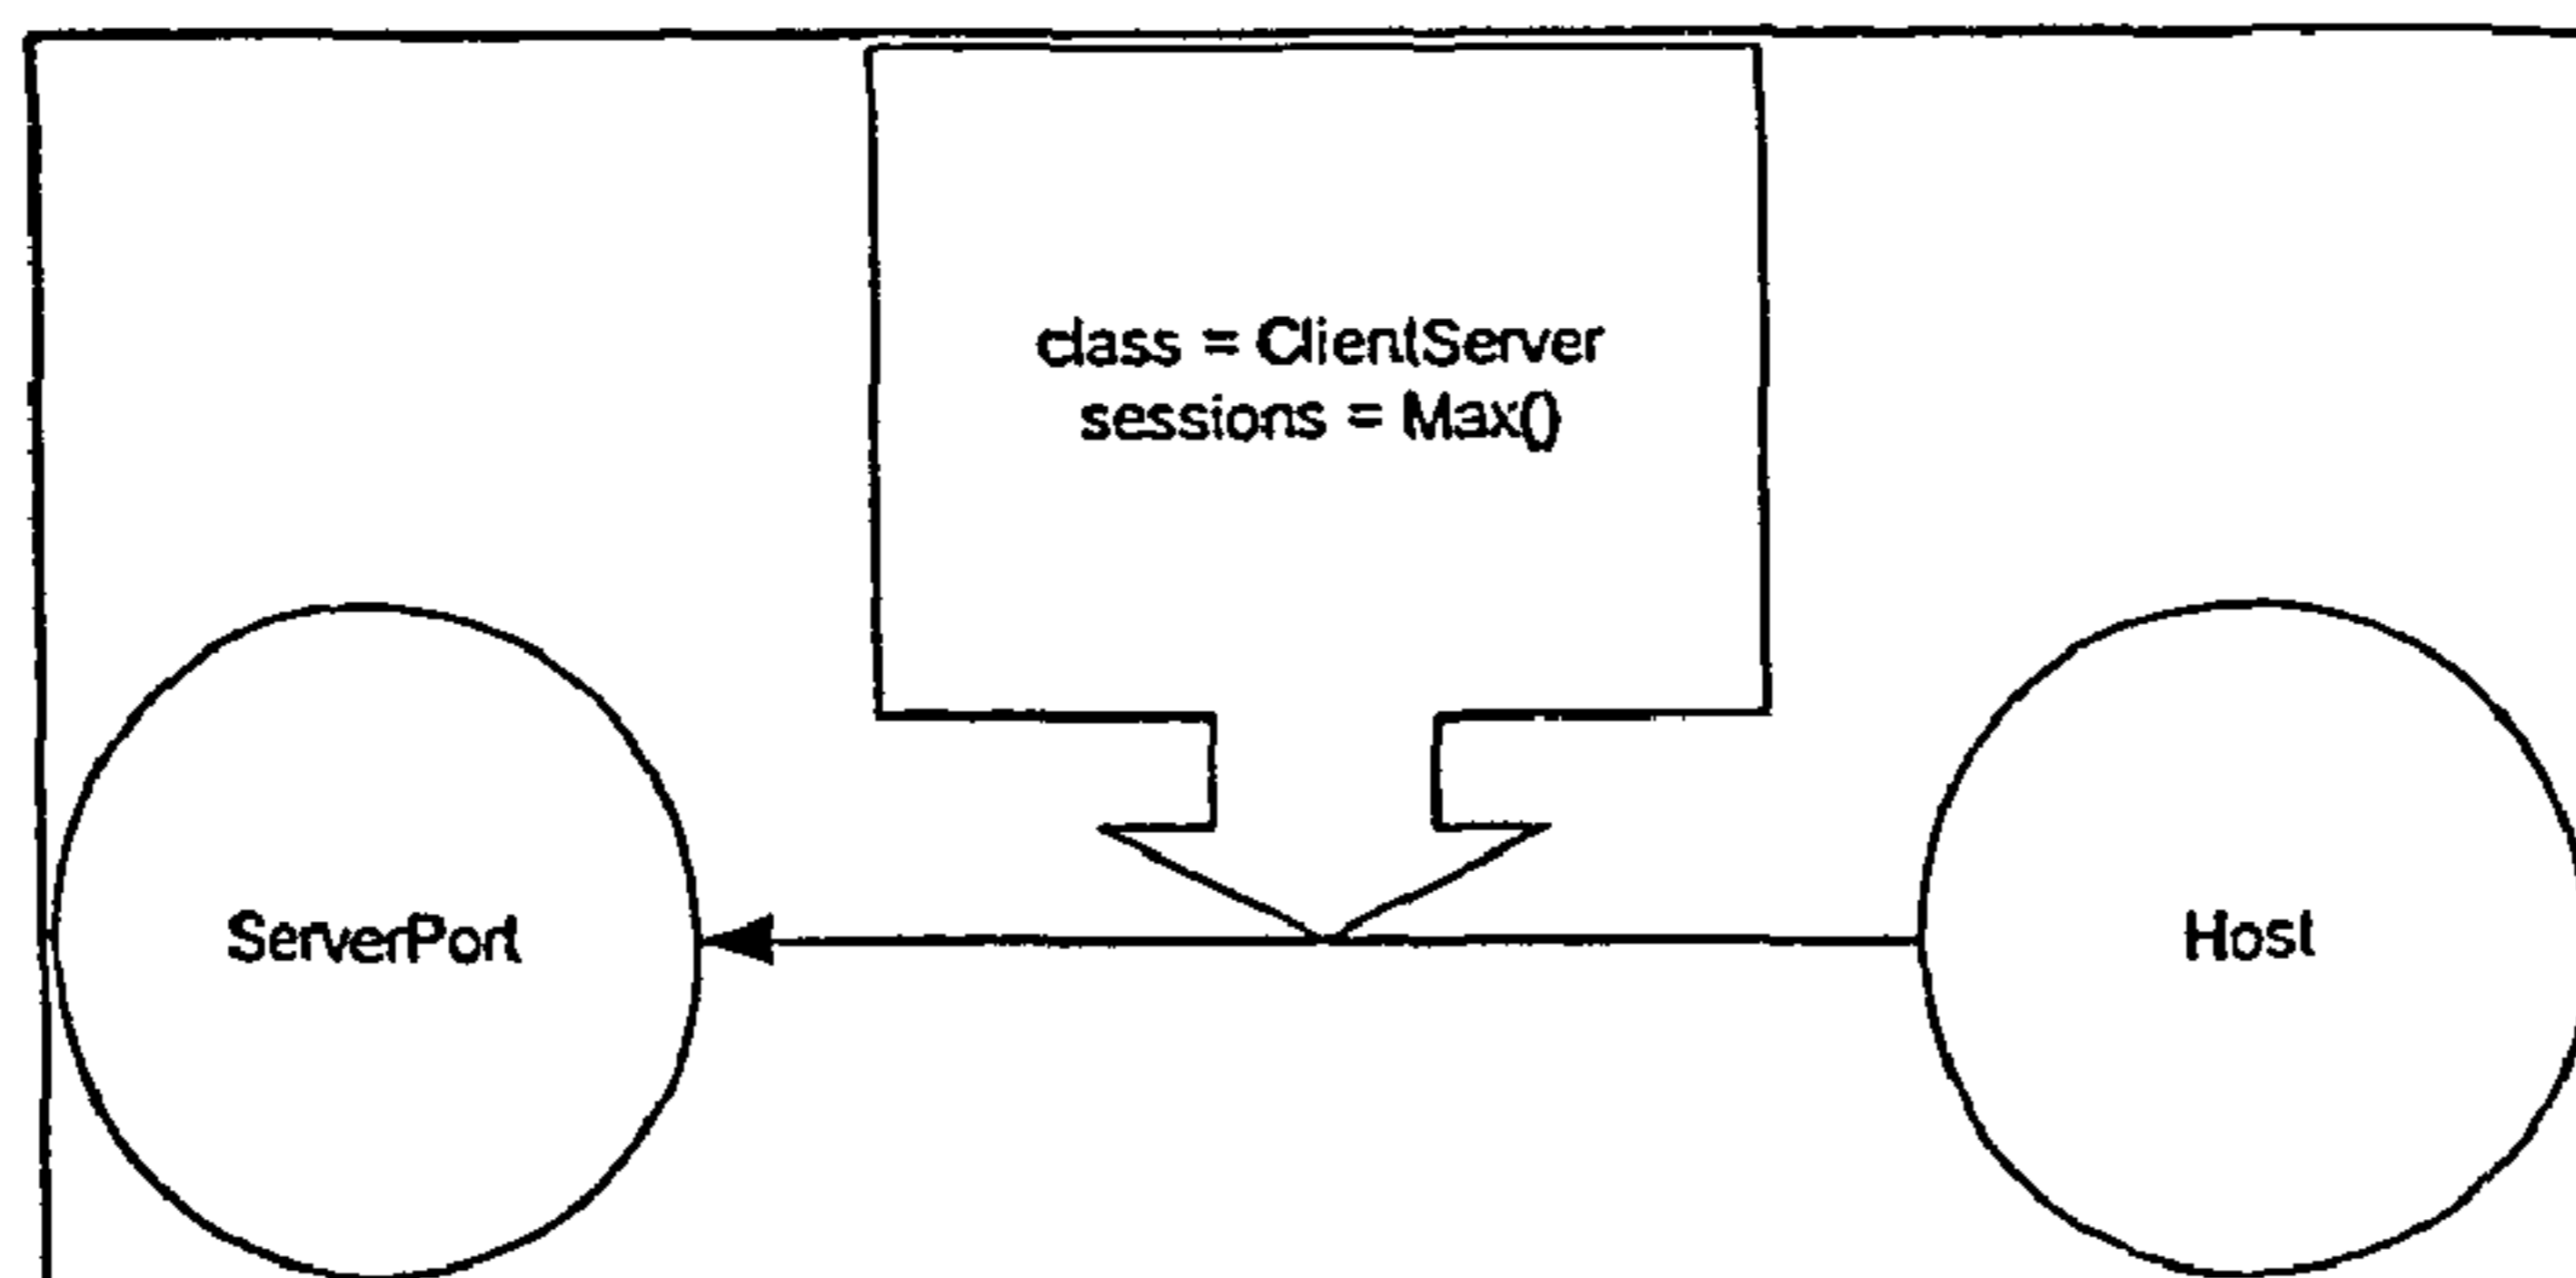 class = ClientServer
sessions = Max()
ServerPort
Host